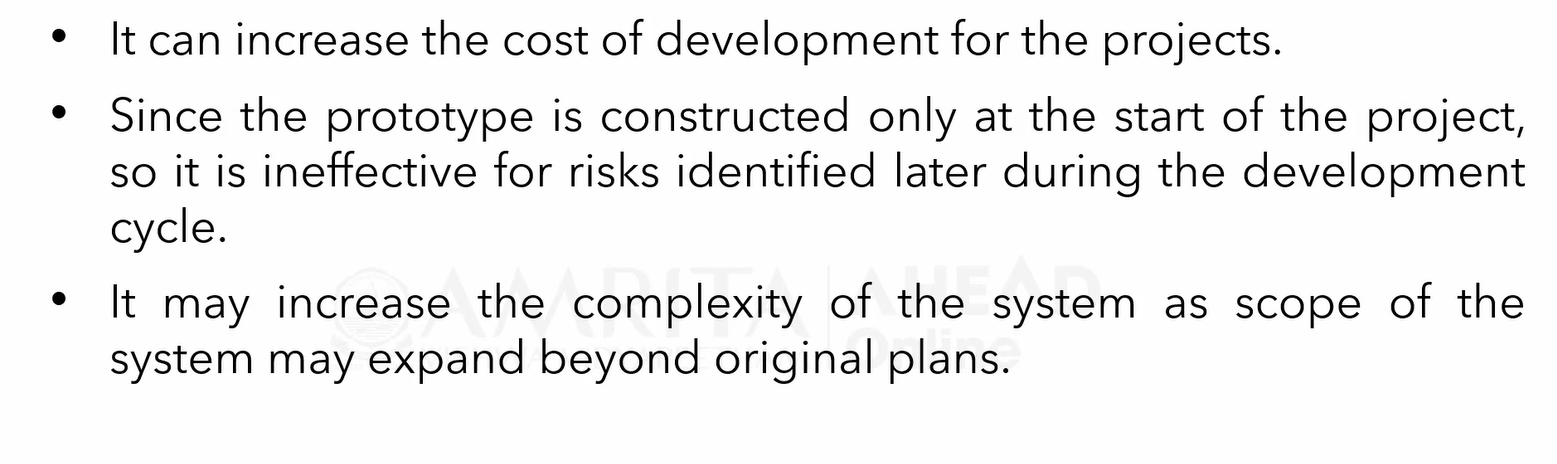 • It can increase the cost of development for the projects.
• Since the prototype is constructed only at the start of the project,
so it is ineffective for risks identified later during the development
cycle.
• It may increase the complexity of the system as scope of the
system may expand beyond original plans.
AMRITA AHEAD
Online